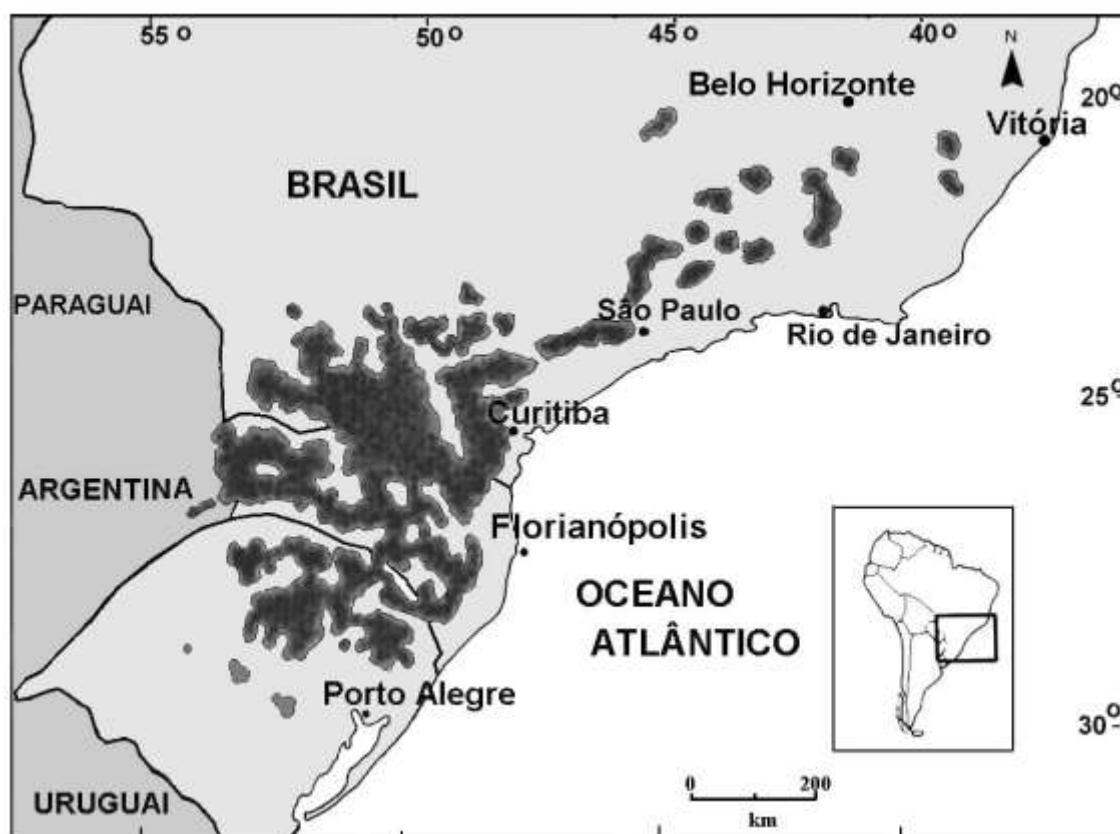 55 o
50 o
45 o
40 o
N
Belo Horizonte
20 o
Vitória
BRASIL
PARAGUAI
São Paulo
Rio de Janeiro
25 o
Curitiba
ARGENTINA
Florianópolis
OCEANO
ATLÂNTICO
Porto Alegre
30 o
URUGUAI
0 200
km